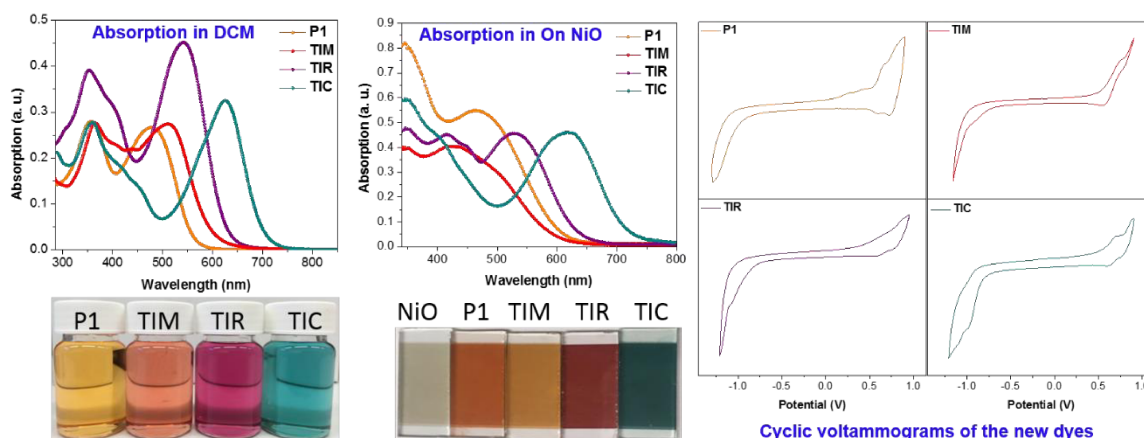 Absorption in DCM
P1
TIM
TIR
TIC
Absorption (a. u.)
0.5
0.4
0.3
0.2
0.1
0.0
300 400 500 600 700 800
Wavelength (nm)
P1 TIM TIR TIC
Absorption in On NiO
P1
TIM
TIR
TIC
Absorption (a. u.)
0.9
0.8
0.7
0.6
0.5
0.4
0.3
0.2
0.1
0.0
400 500 600 700 800
Wavelength (nm)
NiO P1 TIM TIR TIC
P1
TIM
TIR
TIC
-1.0 -0.5 0.0 0.5 1.0
Potential (V)
-1.0 -0.5 0.0 0.5 1.0
Potential (V)
Cyclic voltammograms of the new dyes